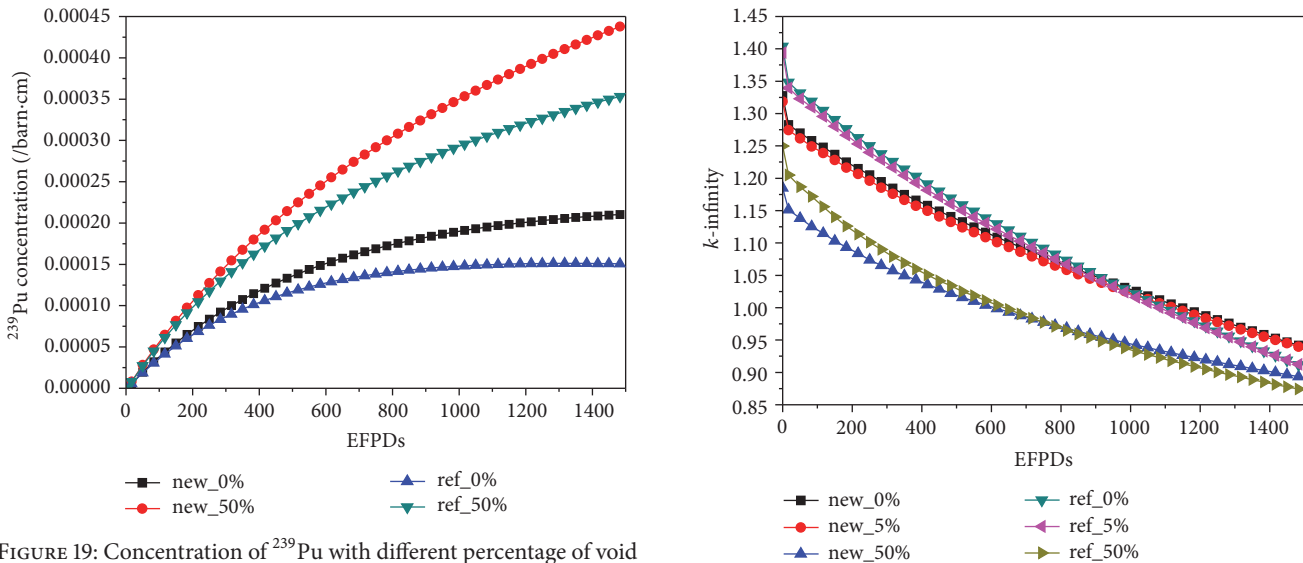 0.00045
0.00040
0.00035
0.00030
0.00025
0.00020
0.00015
0.00010
0.00005
0.00000
²³⁹Pu concentration (/barn·cm)
0 200 400 600 800 1000 1200 1400
EFPDs
new_0% ref_0%
new_50% ref_50%
FIGURE 19: Concentration of ²³⁹Pu with different percentage of void
1.45
1.40
1.35
1.30
1.25
1.20
1.15
1.10
1.05
1.00
0.95
0.90
0.85
k-infinity
0 200 400 600 800 1000 1200 1400
EFPDs
new_0% ref_0%
new_5% ref_5%
new_50% ref_50%